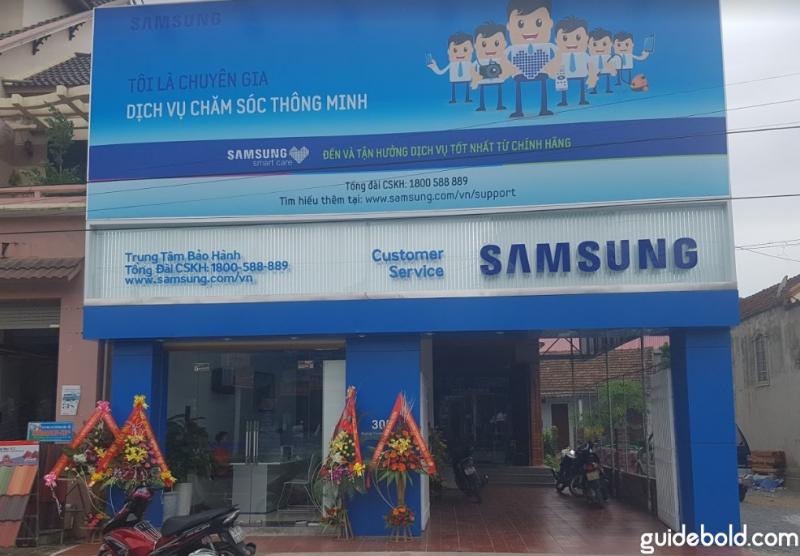 SAMSUNG
TÔI LÀ CHUYÊN GIA
DỊCH VỤ CHĂM SÓC THÔNG MINH
SAMSUNG
smart care
ĐẾN VÀ TẬN HƯỞNG DỊCH VỤ TỐT NHẤT TỪ CHÍNH HÃNG
Tổng đài CSKH: 1800 588 889
Tìm hiểu thêm tại: www.samsung.com/vn/support
Trung Tâm Bảo Hành
Tổng Đài CSKH: 1800-588-889
www.samsung.com/vn
Customer
Service
SAMSUNG
guidebold.com